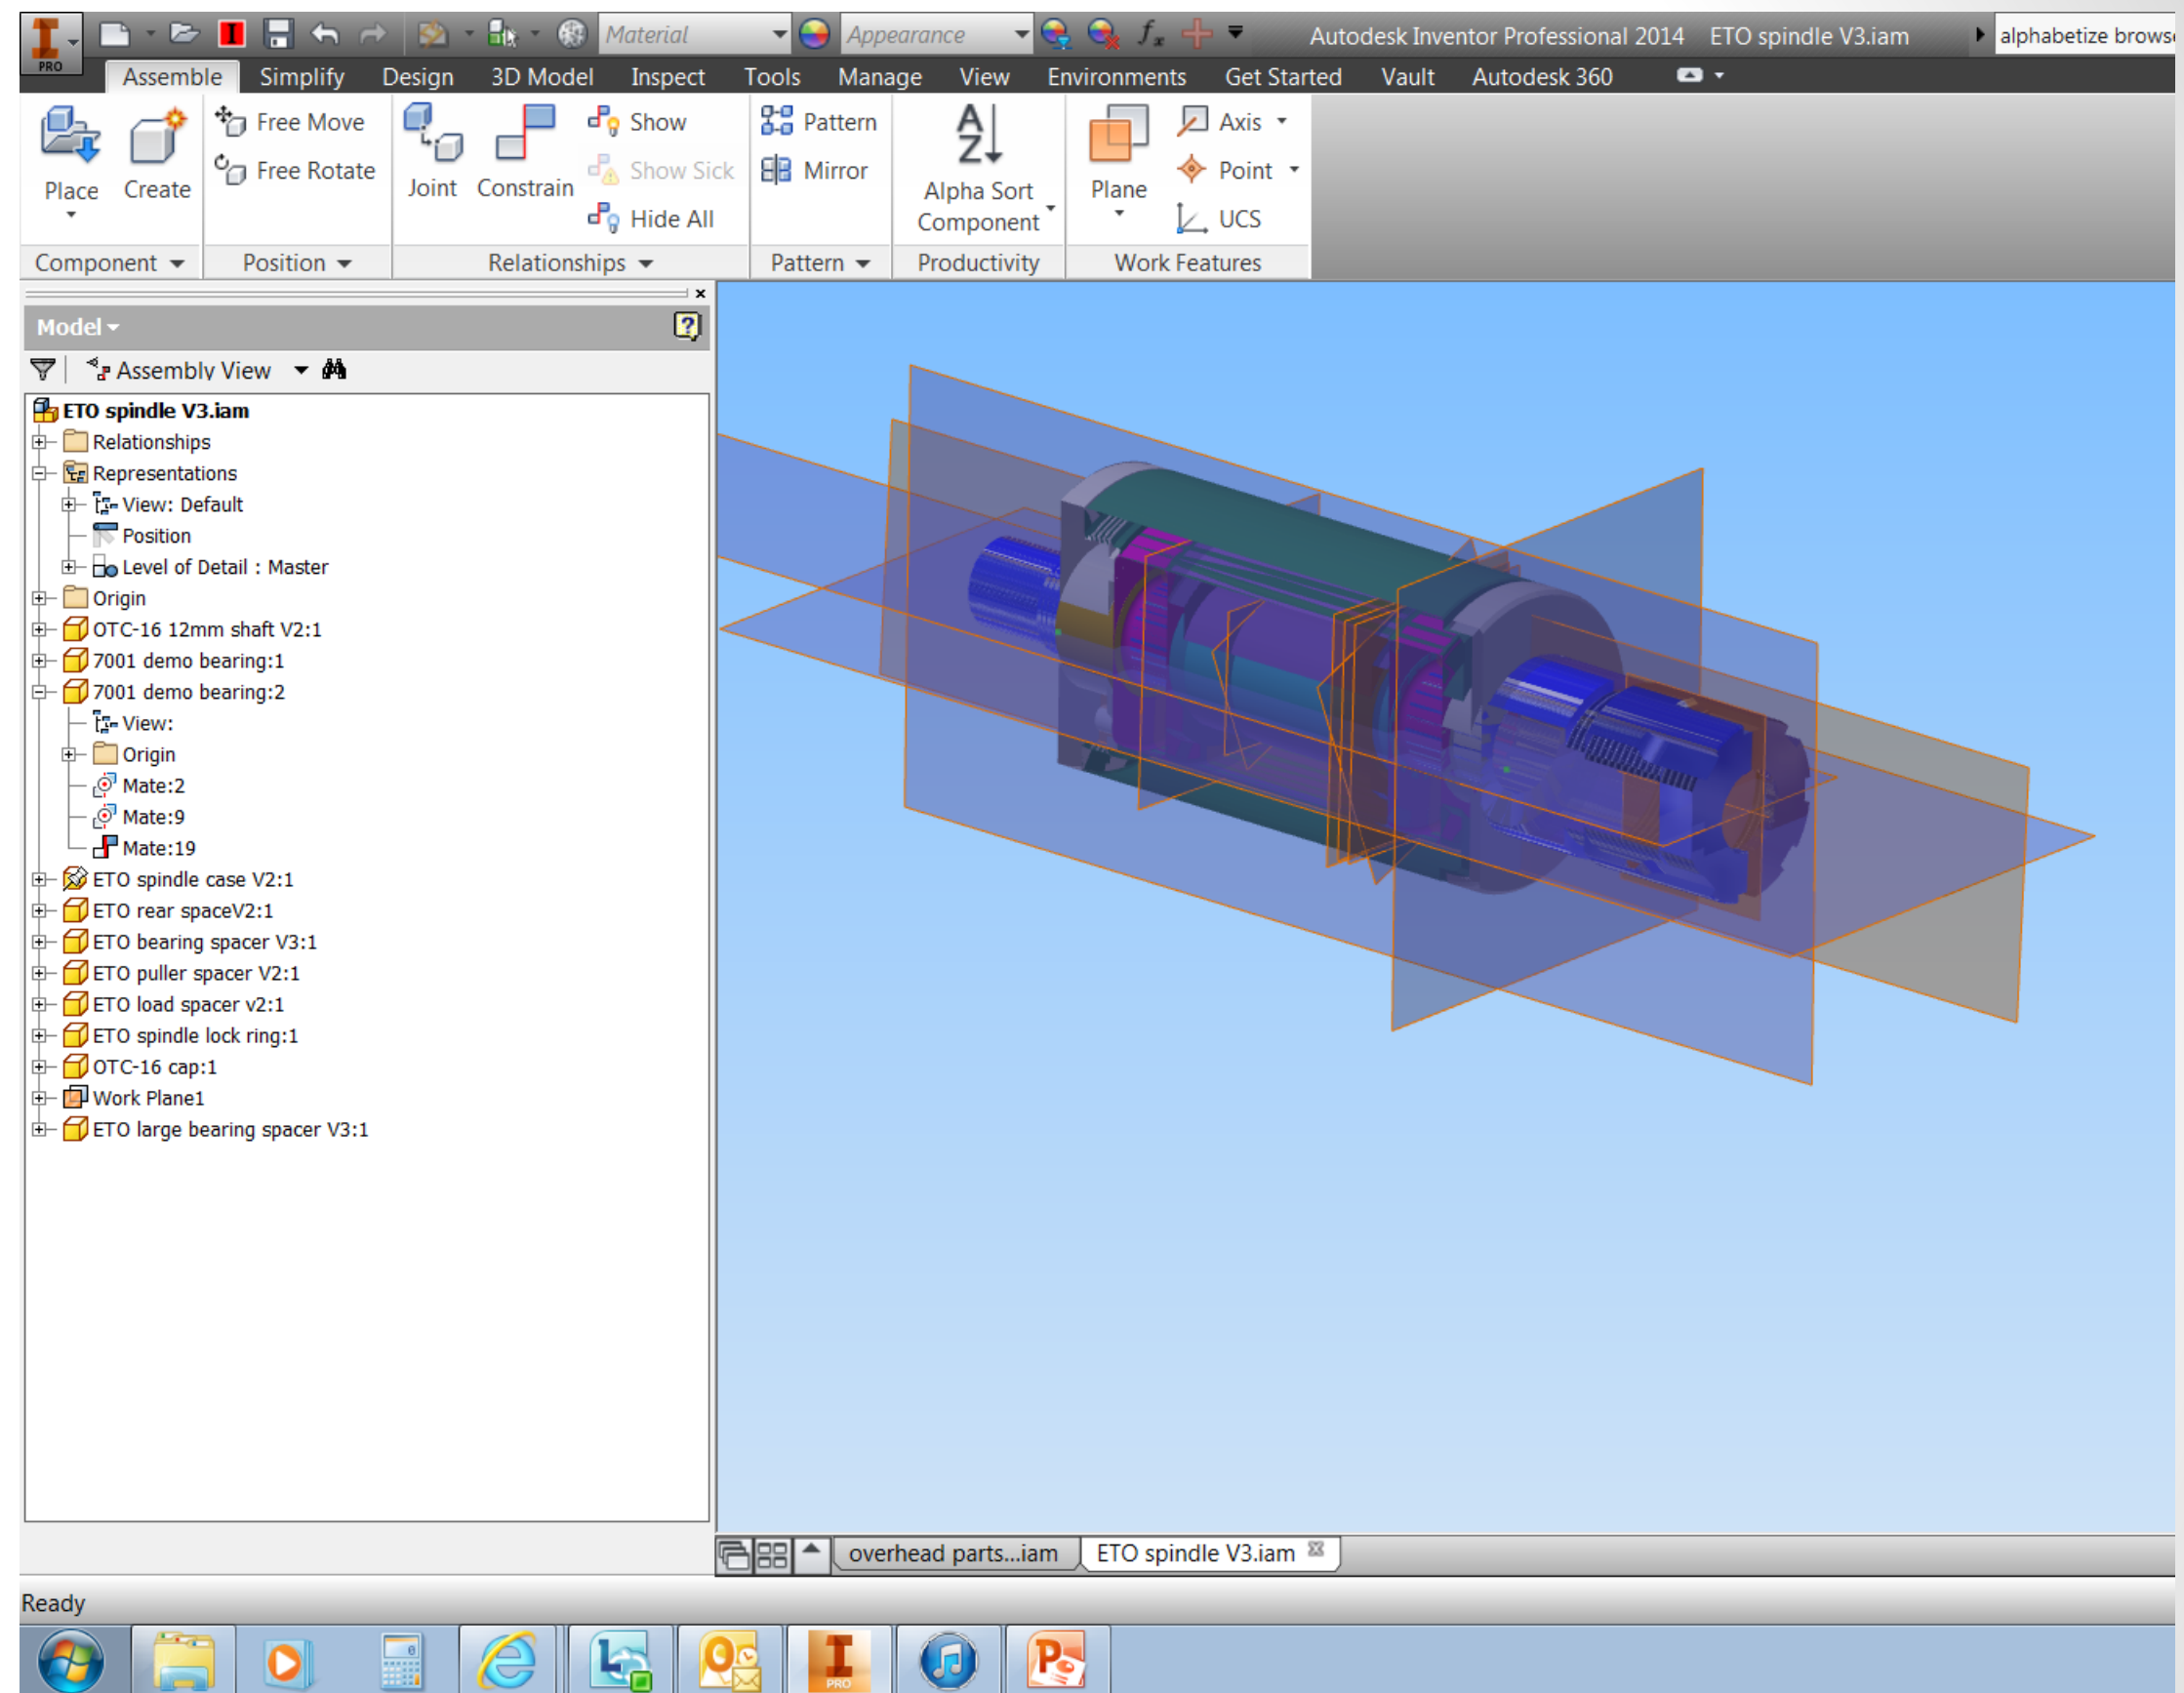 Material Appearance Autodesk Inventor Professional 2014 ETO spindle V3.iam alphabetize brows
PRO
Assemble Simplify Design 3D Model Inspect Tools Manage View Environments Get Started Vault Autodesk 360
Free Move Show Pattern Axis
Free Rotate Show Sick Mirror Point
Place Create Joint Constrain Alpha Sort Plane
Hide All Component UCS
Component Position Relationships Pattern Productivity Work Features
Model
Assembly View
ETO spindle V3.iam
Relationships
Representations
View: Default
Position
Level of Detail : Master
Origin
OTC-16 12mm shaft V2:1
7001 demo bearing:1
7001 demo bearing:2
View:
Origin
Mate:2
Mate:9
Mate:19
ETO spindle case V2:1
ETO rear spaceV2:1
ETO bearing spacer V3:1
ETO puller spacer V2:1
ETO load spacer v2:1
ETO spindle lock ring:1
OTC-16 cap:1
Work Plane1
ETO large bearing spacer V3:1
overhead parts...iam ETO spindle V3.iam
Ready
PRO